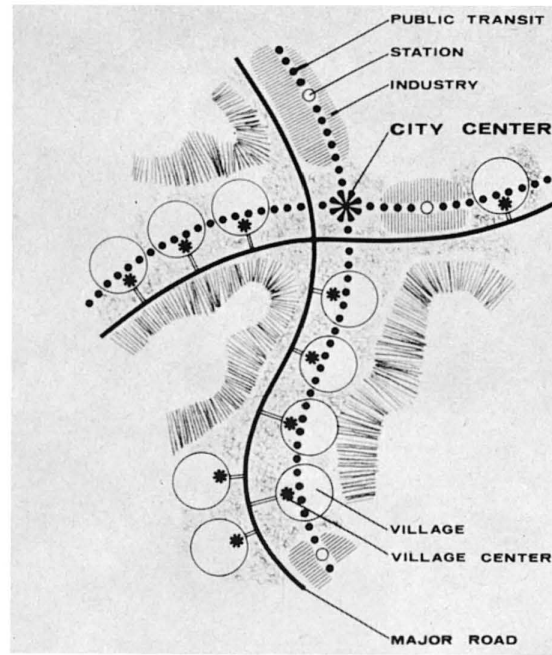 PUBLIC TRANSIT
STATION
INDUSTRY
CITY CENTER
VILLAGE
VILLAGE CENTER
MAJOR ROAD